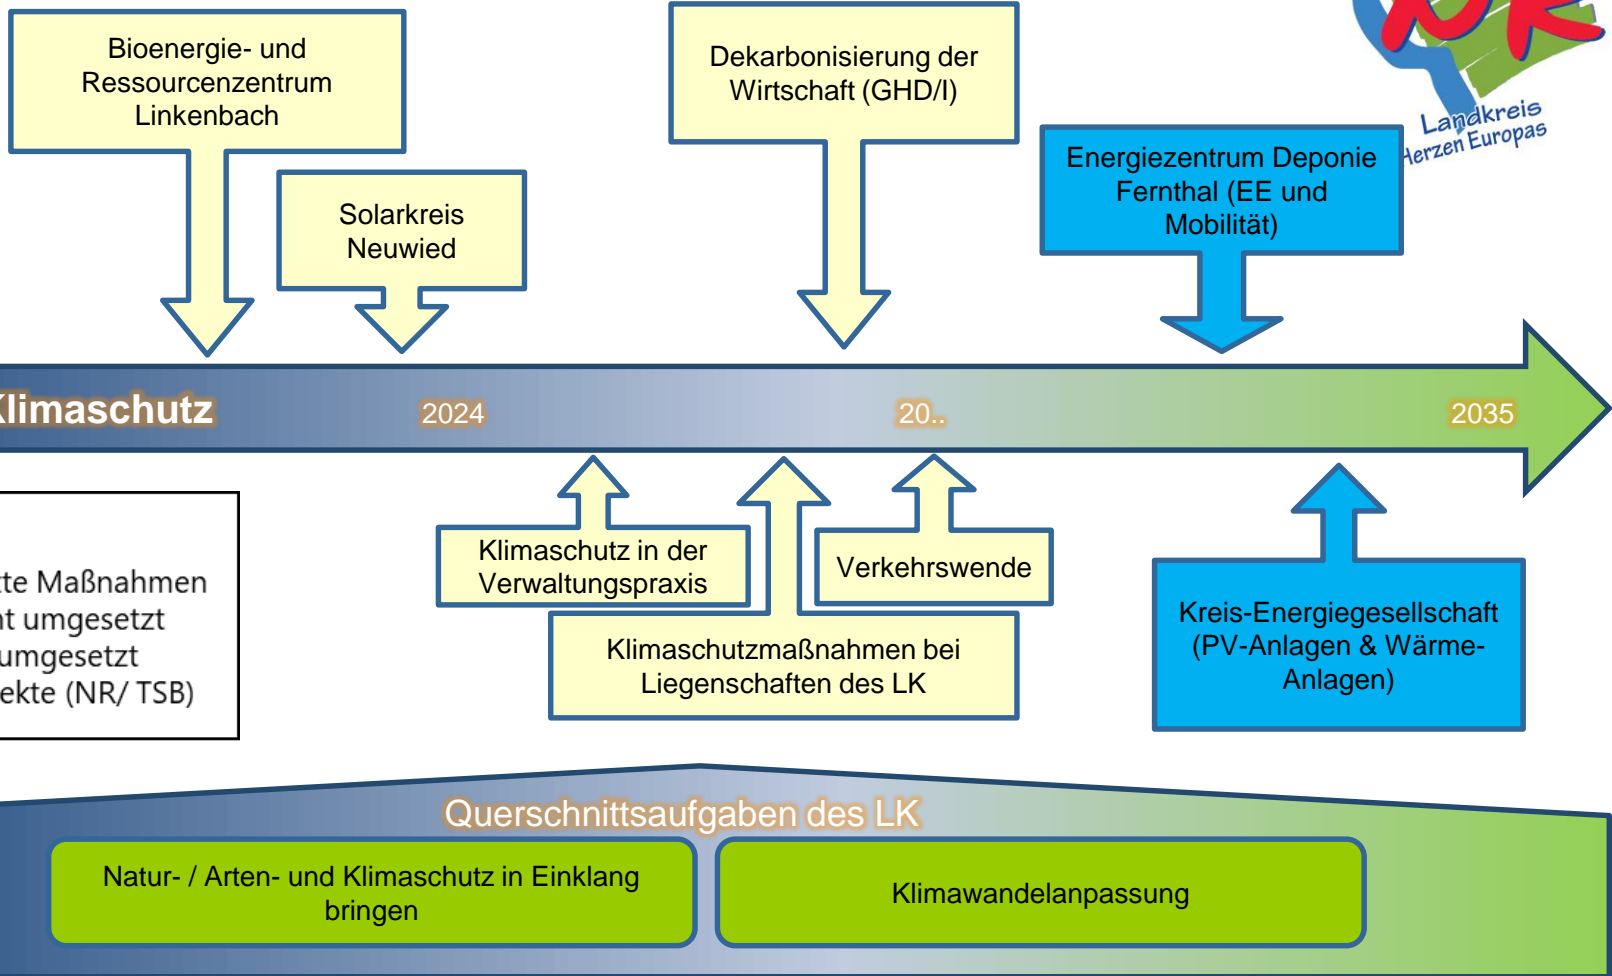 Bioenergie- und
Ressourcenzentrum
Linkenbach
Solarkreis
Neuwied
Dekarbonisierung der
Wirtschaft (GHD/I)
Energiezentrum Deponie
Fernthal (EE und
Mobilität)
Landkreis
Herzen Europas
Klimaschutz
2024
20..
2035
te Maßnahmen
t umgesetzt
umgesetzt
ekte (NR/ TSB)
Klimaschutz in der
Verwaltungspraxis
Klimaschutzmaßnahmen bei
Liegenschaften des LK
Verkehrswende
Kreis-Energiegesellschaft
(PV-Anlagen & Wärme-
Anlagen)
Querschnittsaufgaben des LK
Natur- / Arten- und Klimaschutz in Einklang
bringen
Klimawandelanpassung